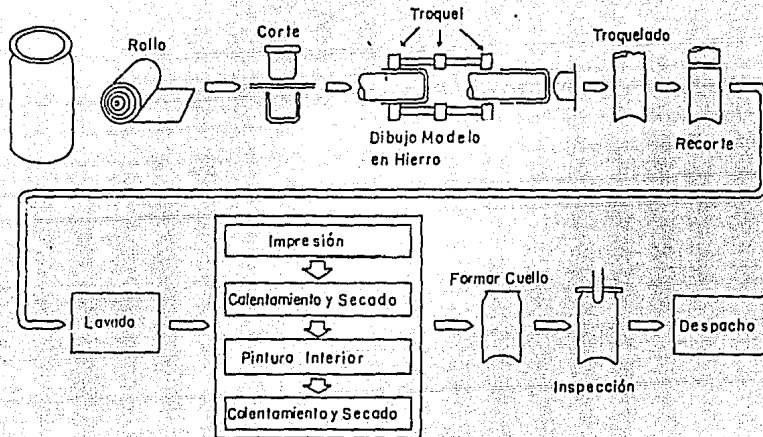 Troquel
Corte
Troquelado
Rollo
Dibujo Modelo
en Hierro
Recorte
Impresión
Formar Cuello
Calentamiento y Secado
Lavado
Despacho
Pintura Interior
Inspección
Calentamiento y Secado